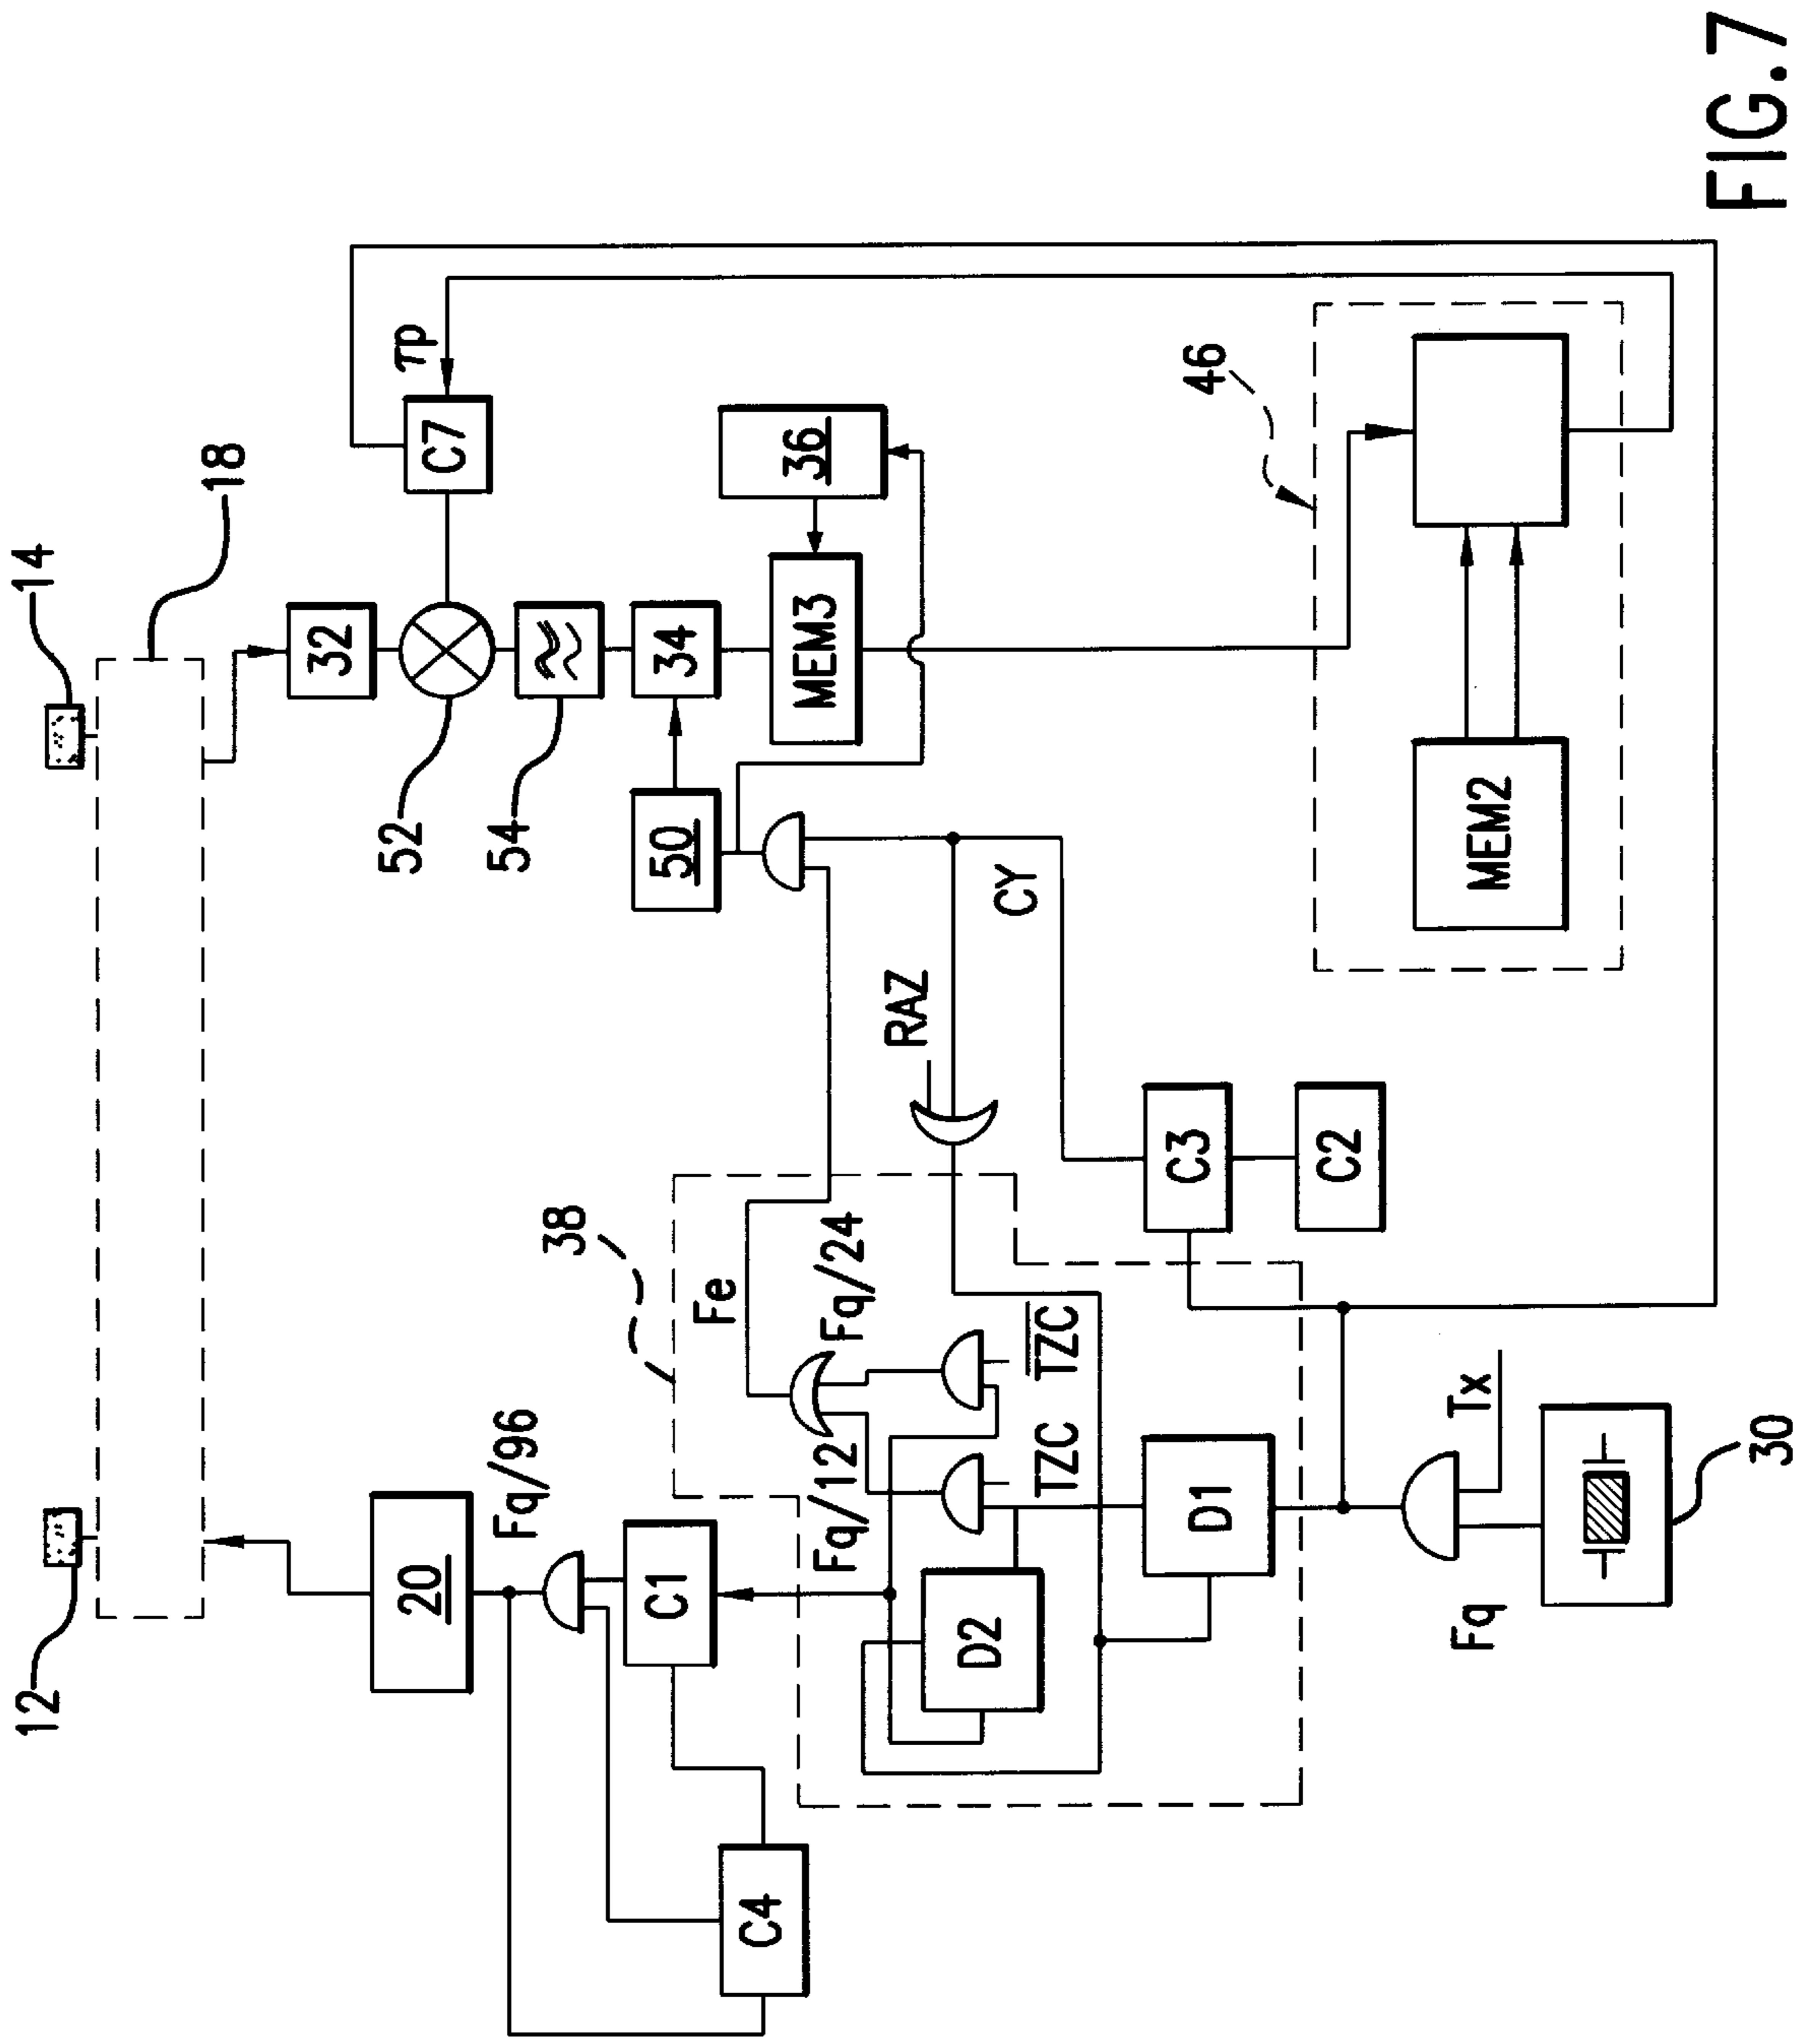 14
18
12
τp
C7
32
52
54
34
36
MEM3
50
20
Fq/96
C1
C4
38
Fe
Fq/12
Fq/24
RAZ
CY
D2
TZC
T̅Z̅C̅
D1
C3
C2
46
MEM2
Fq
Tx
30
FIG.7